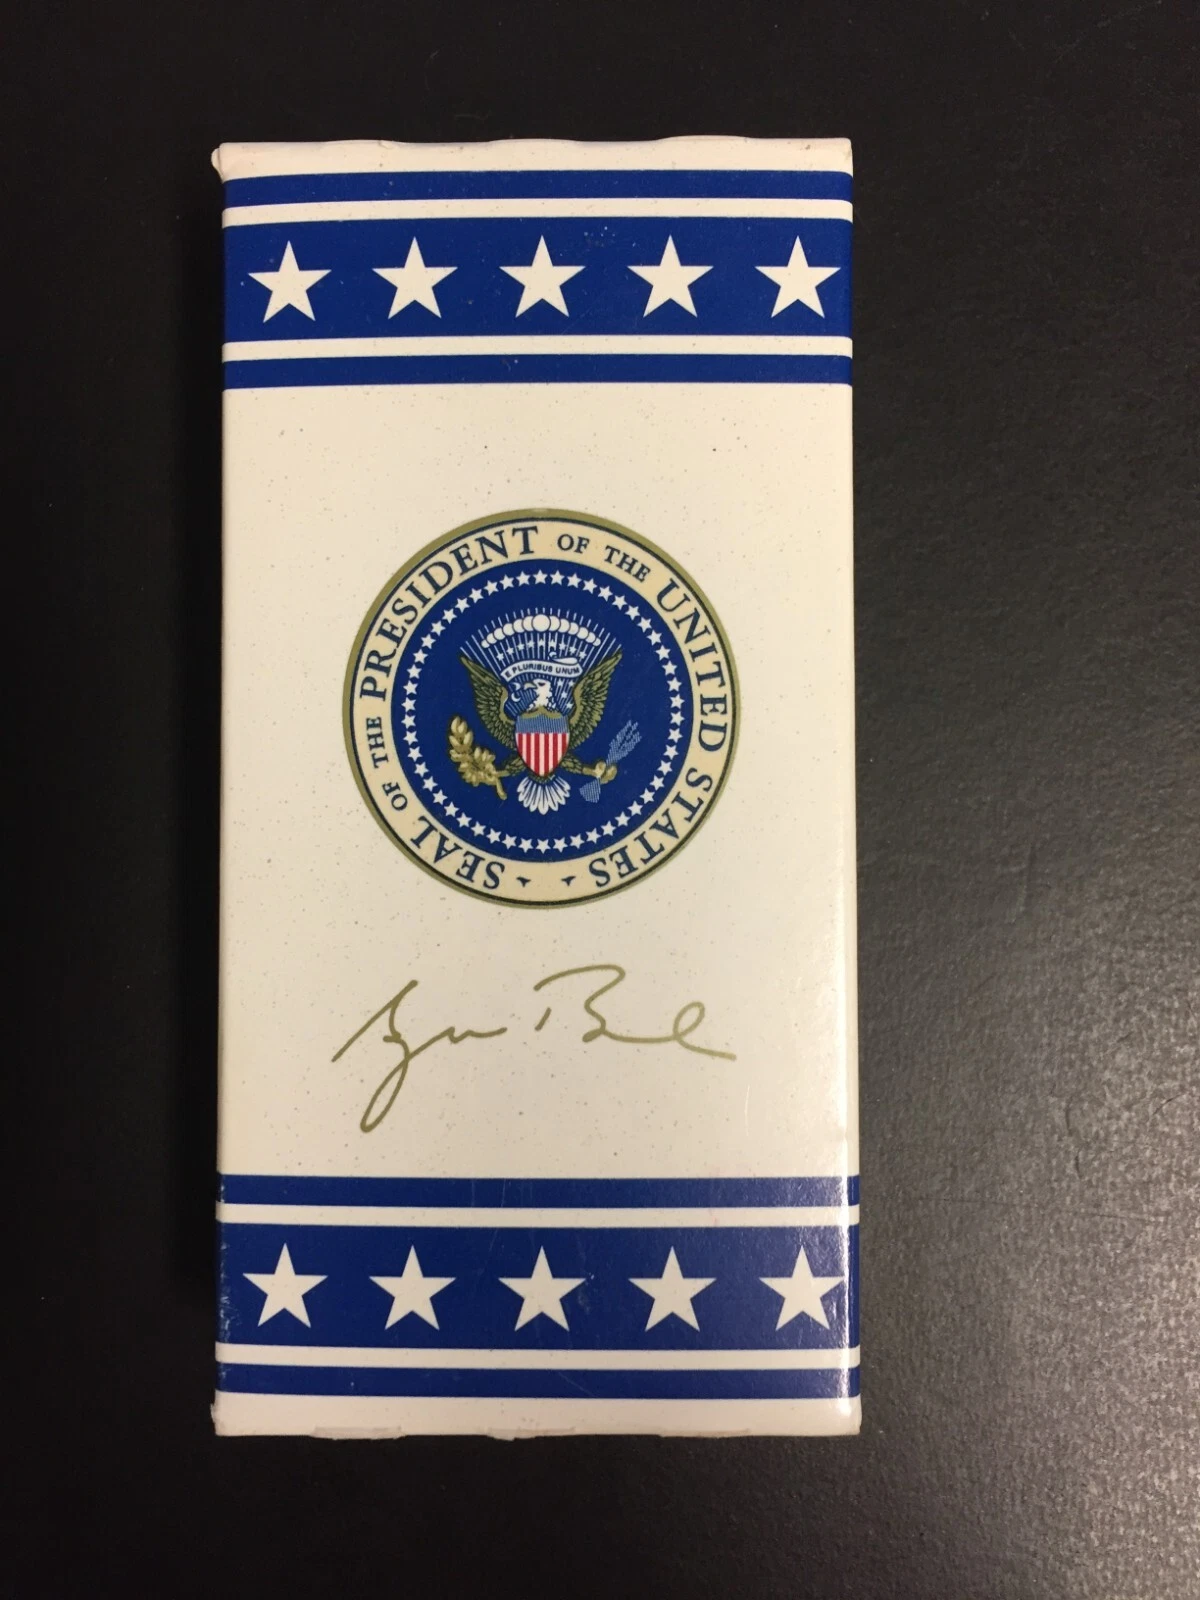 SEAL OF THE PRESIDENT OF THE UNITED STATES
E PLURIBUS UNUM